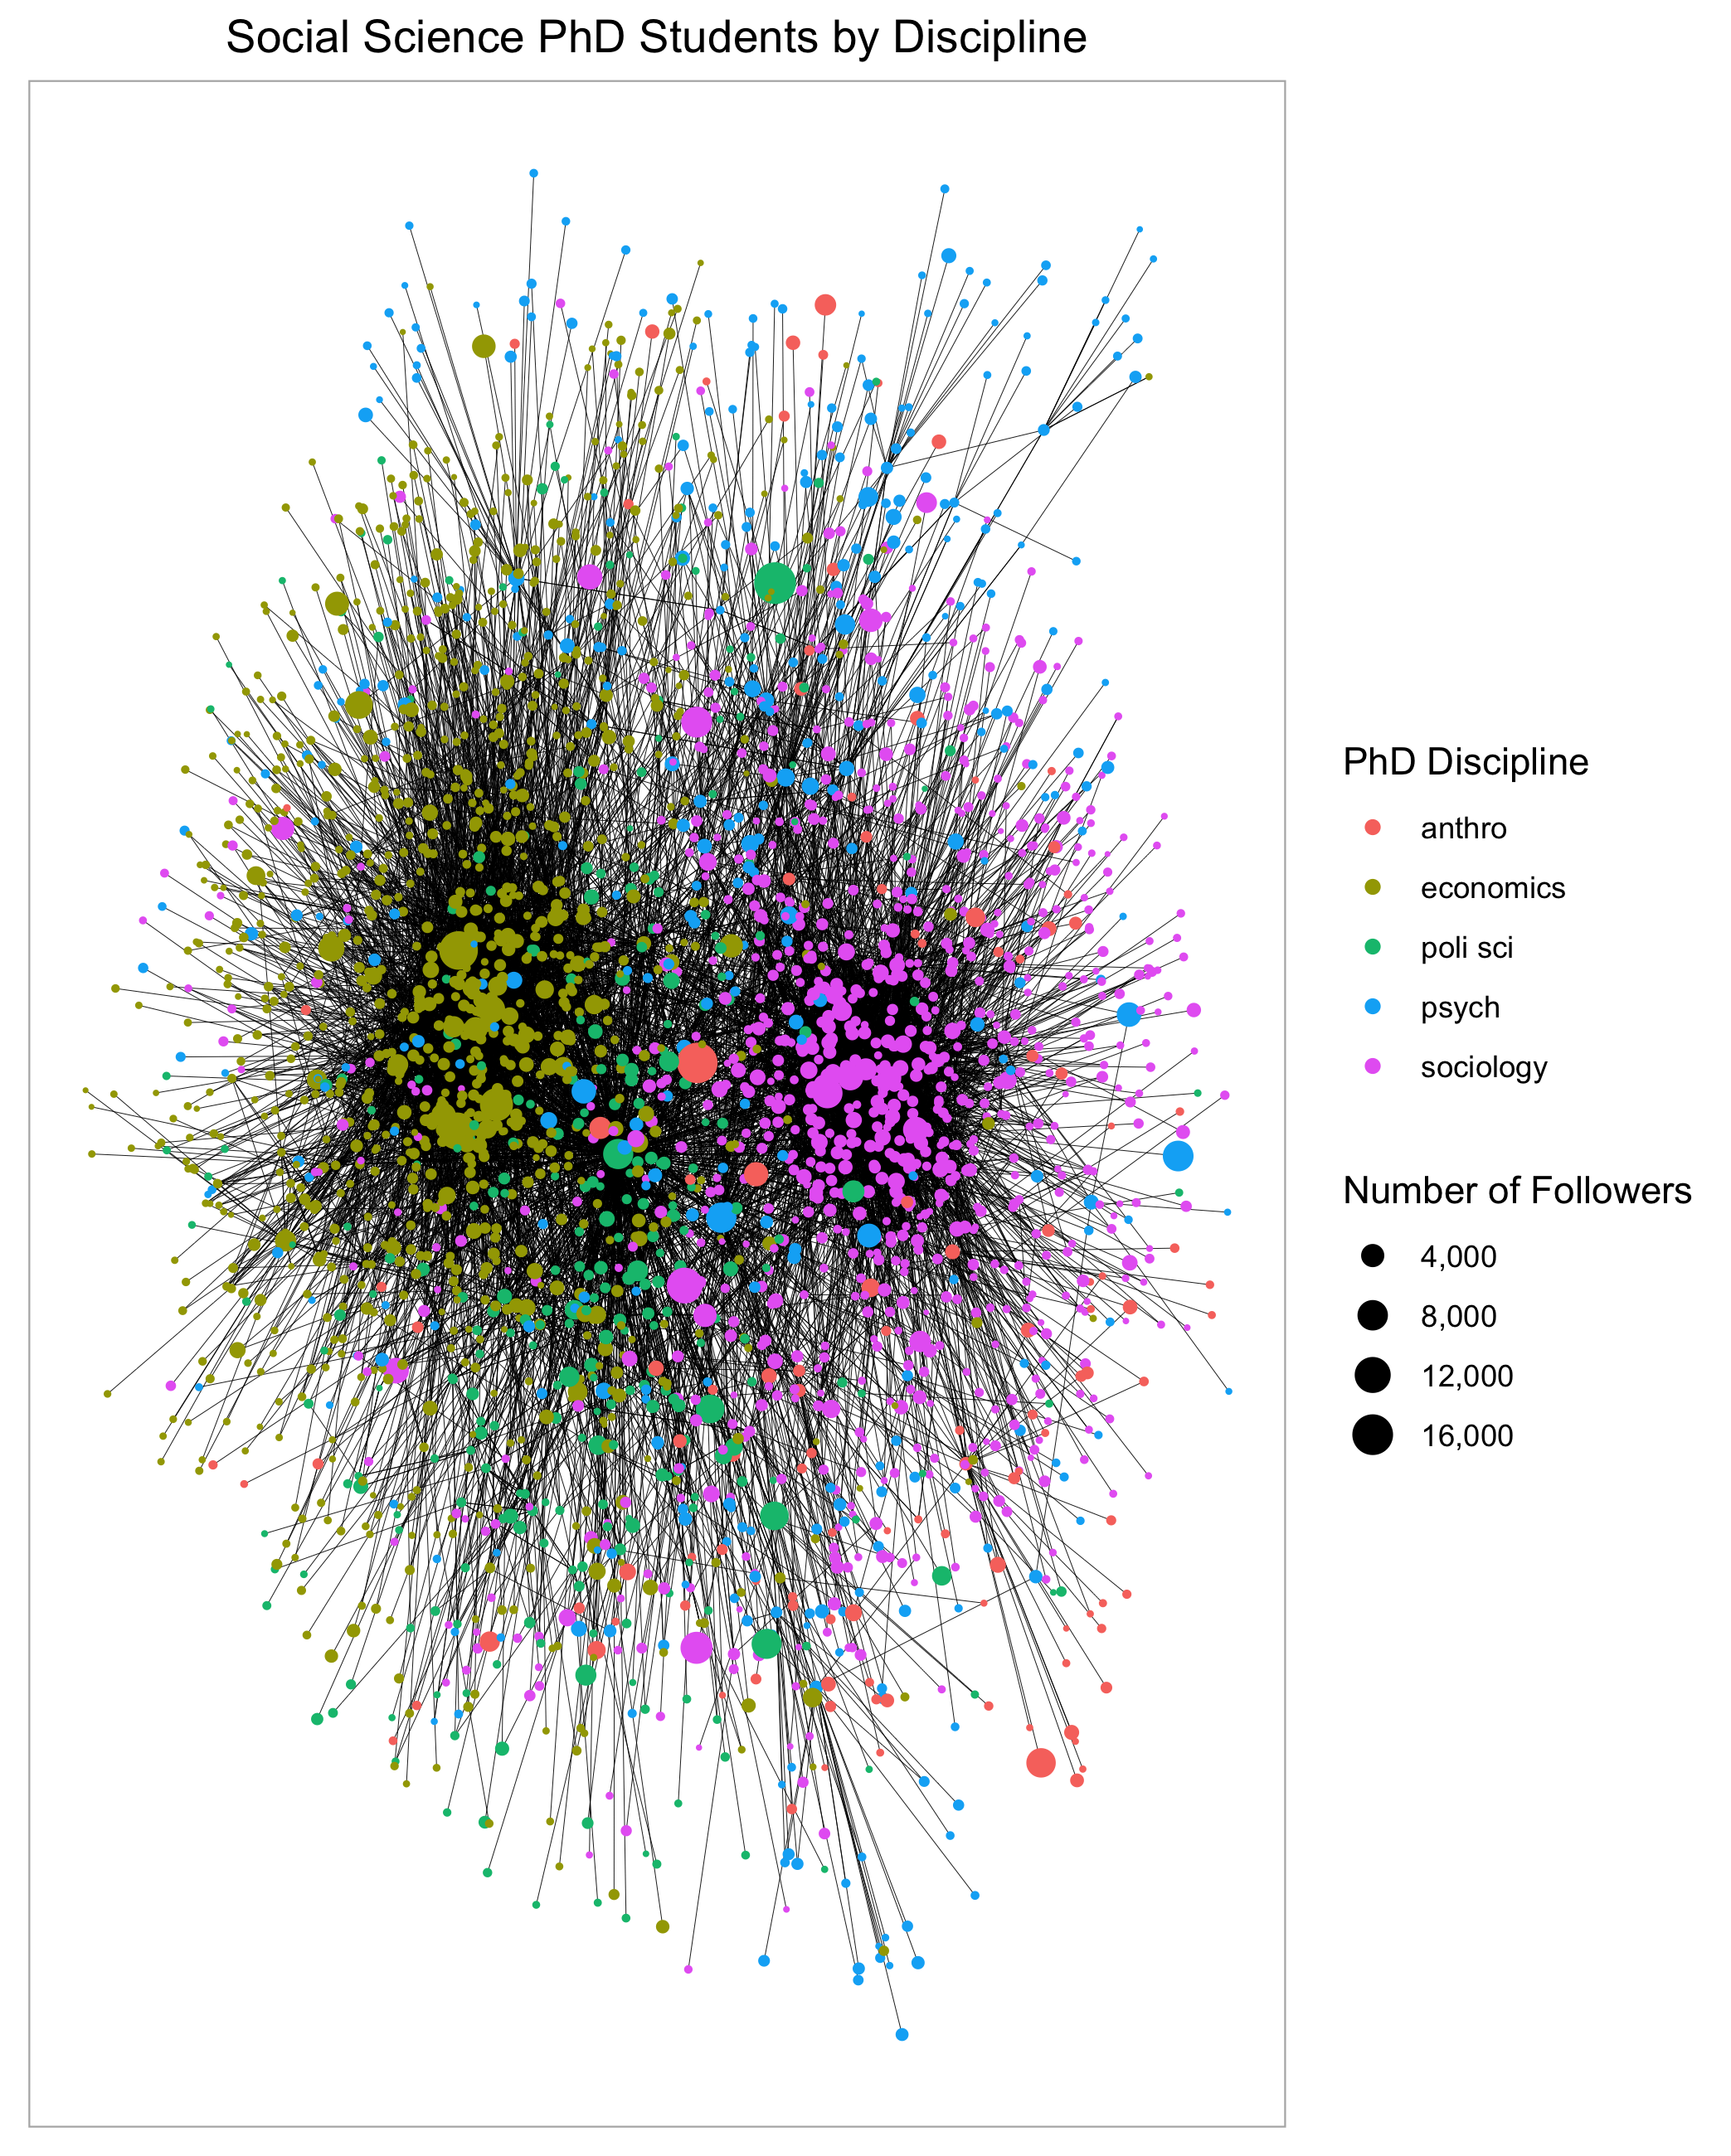 Social Science PhD Students by Discipline
PhD Discipline
anthro
economics
poli sci
psych
sociology
Number of Followers
4,000
8,000
12,000
16,000